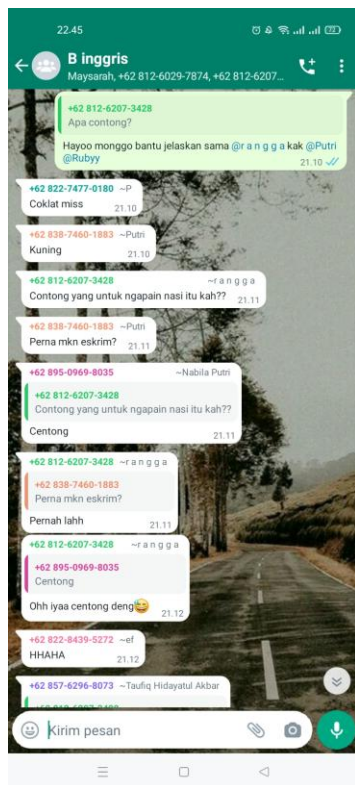 22.45
72
B inggris
Maysarah, +62 812-6029-7874, +62 812-6207...
+62 812-6207-3428
Apa contong?
Hayoo monggo bantu jelaskan sama @r a n g g a kak @Putri
@Rubyy
21.10
+62 822-7477-0180 ~P
Coklat miss
21.10
+62 838-7460-1883 ~Putri
Kuning
21.10
+62 812-6207-3428 ~r a n g g a
Contong yang untuk ngapain nasi itu kah??
21.11
+62 838-7460-1883 ~Putri
Perna mkn eskrim?
21.11
+62 895-0969-8035 ~Nabila Putri
+62 812-6207-3428
Contong yang untuk ngapain nasi itu kah??
Centong
21.11
+62 812-6207-3428 ~r a n g g a
+62 838-7460-1883
Perna mkn eskrim?
Pernah lahh
21.11
+62 812-6207-3428 ~r a n g g a
+62 895-0969-8035
Centong
Ohh iyaa centong deng😅
21.12
+62 822-8439-5272 ~ef
HHAHA
21.12
+62 857-6296-8073 ~Taufiq Hidayatul Akbar
Kirim pesan